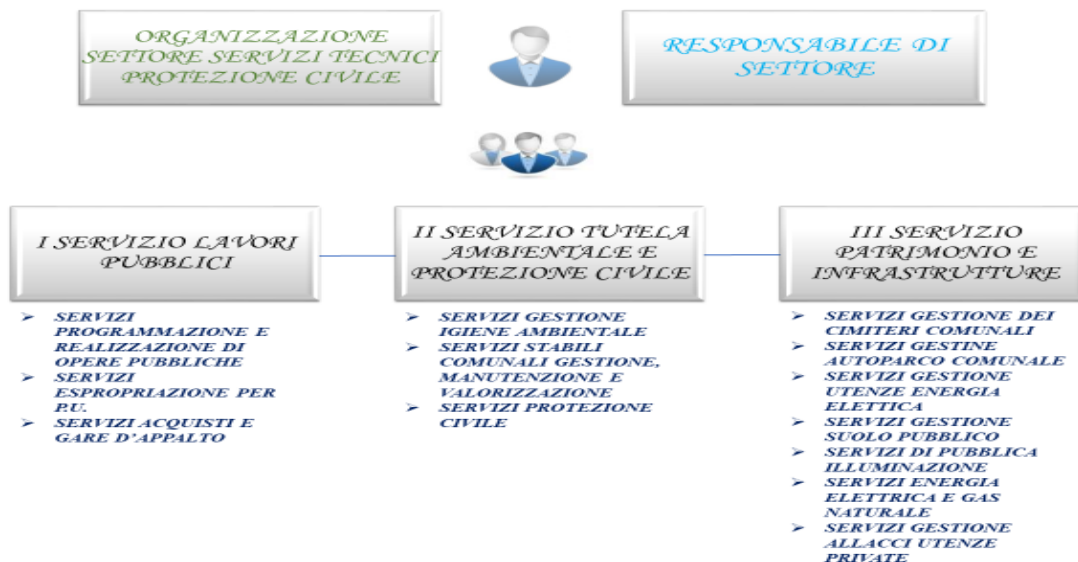 ORGANIZZAZIONE
SETTORE SERVIZI TECNICI
PROTEZIONE CIVILE
RESPONSABILE DI
SETTORE
I SERVIZIO LAVORI
PUBBLICI
➢ SERVIZI
PROGRAMMAZIONE E
REALIZZAZIONE DI
OPERE PUBBLICHE
➢ SERVIZI
ESPROPRIAZIONE PER
P.U.
➢ SERVIZI ACQUISTI E
GARE D'APPALTO
II SERVIZIO TUTELA
AMBIENTALE E
PROTEZIONE CIVILE
➢ SERVIZI GESTIONE
IGIENE AMBIENTALE
➢ SERVIZI STABILI
COMUNALI GESTIONE,
MANUTENZIONE E
VALORIZZAZIONE
➢ SERVIZI PROTEZIONE
CIVILE
III SERVIZIO
PATRIMONIO E
INFRASTRUTTURE
➢ SERVIZI GESTIONE DEI
CIMITERI COMUNALI
➢ SERVIZI GESTINE
AUTOPARCO COMUNALE
➢ SERVIZI GESTIONE
UTENZE ENERGIA
ELETTICA
➢ SERVIZI GESTIONE
SUOLO PUBBLICO
➢ SERVIZI DI PUBBLICA
ILLUMINAZIONE
➢ SERVIZI ENERGIA
ELETTRICA E GAS
NATURALE
➢ SERVIZI GESTIONE
ALLACCI UTENZE
PRIVATE